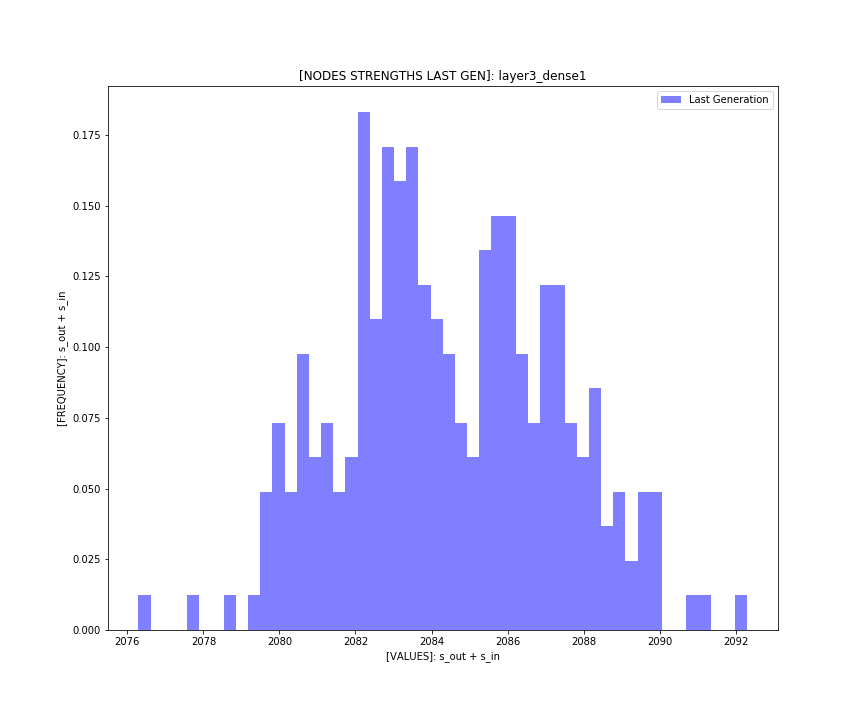 [NODES STRENGTHS LAST GEN]: layer3_dense1
Last Generation
0.175
0.150
0.125
0.100
0.075
0.050
0.025
0.000
[FREQUENCY]: s_out + s_in
2076 2078 2080 2082 2084 2086 2088 2090 2092
[VALUES]: s_out + s_in